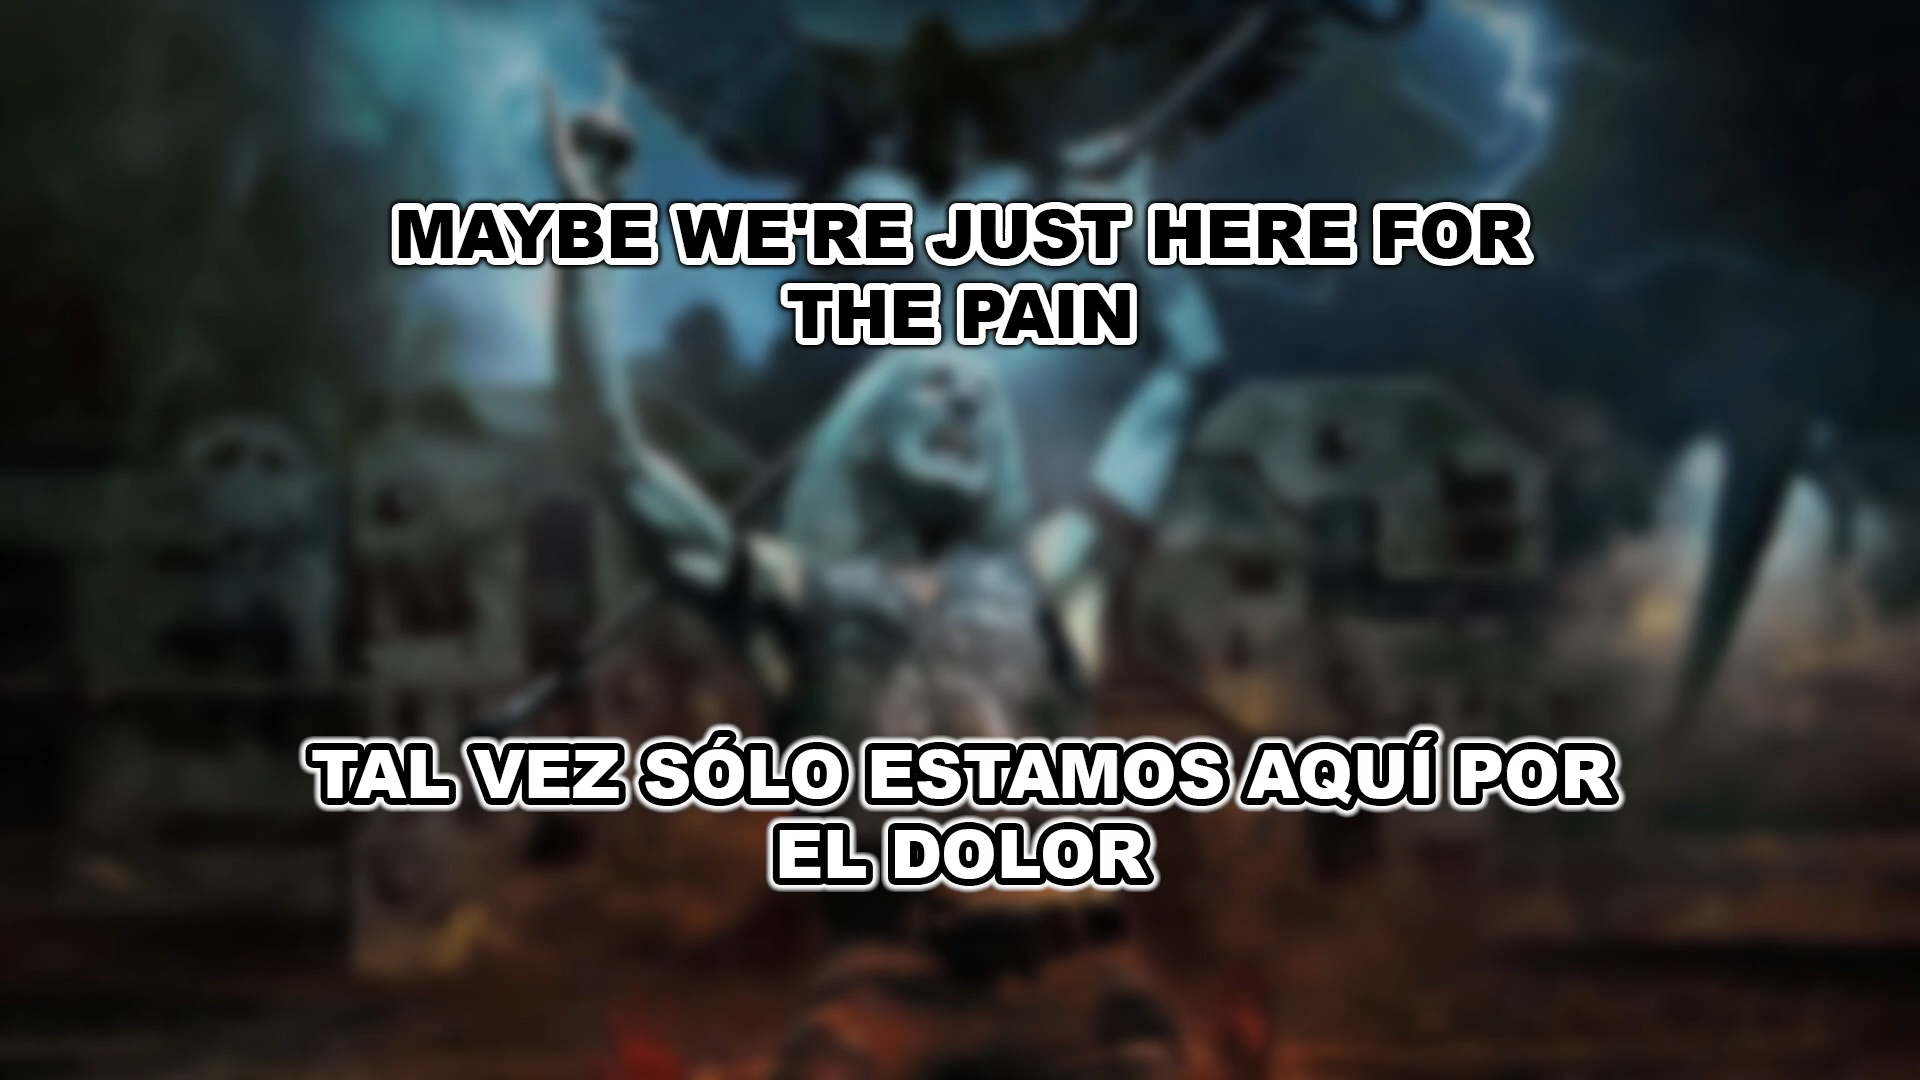 MAYBE WE'RE JUST HERE FOR
THE PAIN
TAL VEZ SÓLO ESTAMOS AQUÍ POR
EL DOLOR